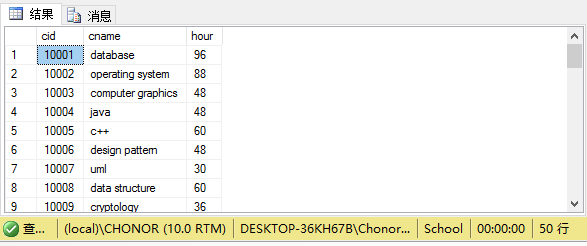 结果 消息
cid cname hour
1 10001 database 96
2 10002 operating system 88
3 10003 computer graphics 48
4 10004 java 48
5 10005 c++ 60
6 10006 design pattern 48
7 10007 uml 30
8 10008 data structure 60
9 10009 cryptology 36
查... (local)\CHONOR (10.0 RTM) DESKTOP-36KH67B\Chonor... School 00:00:00 50 行